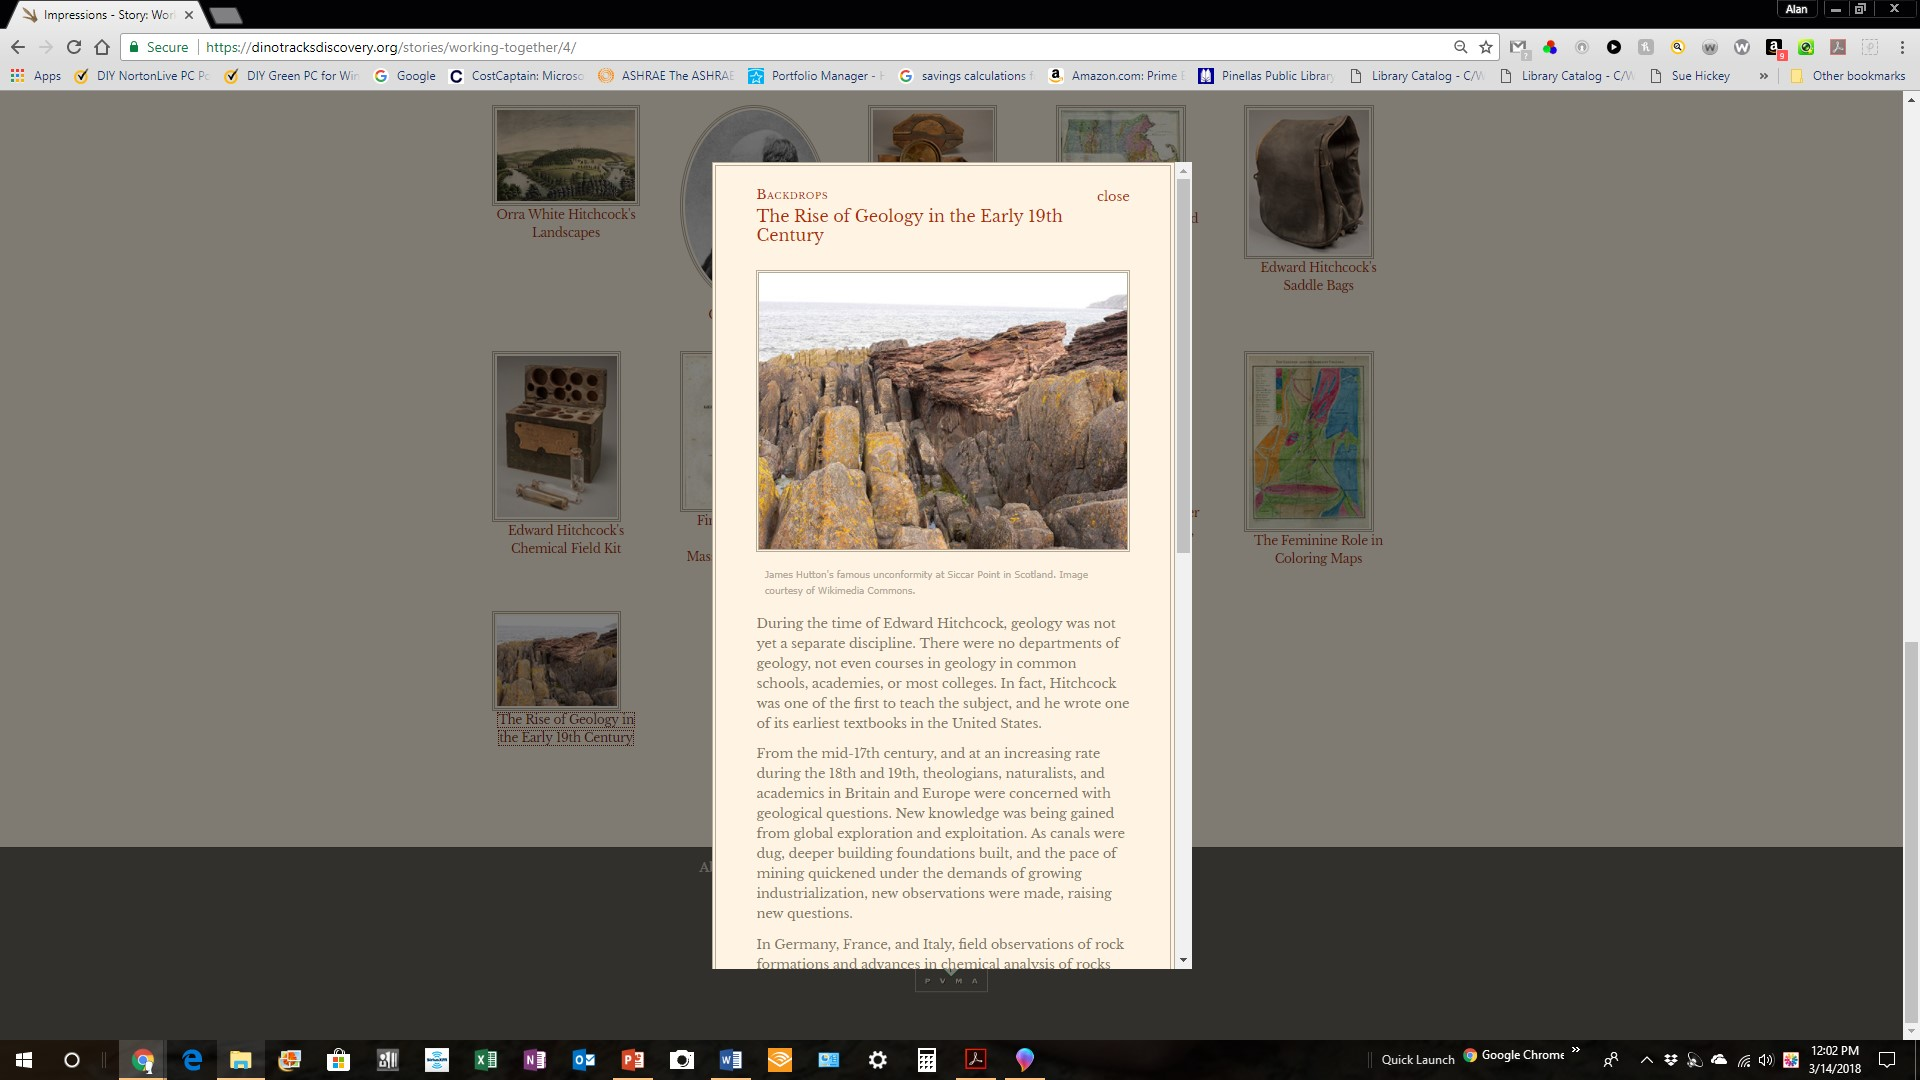 Impressions - Story: Wor
Alan
Secure
https://dinotracksdiscovery.org/stories/working-together/4/
Apps
DIY NortonLive PC Po
DIY Green PC for Win
Google
CostCaptain: Microso
ASHRAE The ASHRAE
Portfolio Manager - H
savings calculations f
Amazon.com: Prime E
Pinellas Public Library
Library Catalog - C/W
Library Catalog - C/W
Sue Hickey
»
Other bookmarks
Orra White Hitchcock's
Landscapes
Edward Hitchcock's
Saddle Bags
Edward Hitchcock's
Chemical Field Kit
Fir
Mas
The Feminine Role in
Coloring Maps
The Rise of Geology in
the Early 19th Century
Backdrops
close
The Rise of Geology in the Early 19th
Century
James Hutton's famous unconformity at Siccar Point in Scotland. Image
courtesy of Wikimedia Commons.
During the time of Edward Hitchcock, geology was not
yet a separate discipline. There were no departments of
geology, not even courses in geology in common
schools, academies, or most colleges. In fact, Hitchcock
was one of the first to teach the subject, and he wrote one
of its earliest textbooks in the United States.
From the mid-17th century, and at an increasing rate
during the 18th and 19th, theologians, naturalists, and
academics in Britain and Europe were concerned with
geological questions. New knowledge was being gained
from global exploration and exploitation. As canals were
dug, deeper building foundations built, and the pace of
mining quickened under the demands of growing
industrialization, new observations were made, raising
new questions.
In Germany, France, and Italy, field observations of rock
formations and advances in chemical analysis of rocks
P V M A
Quick Launch
Google Chrome
»
12:02 PM
3/14/2018